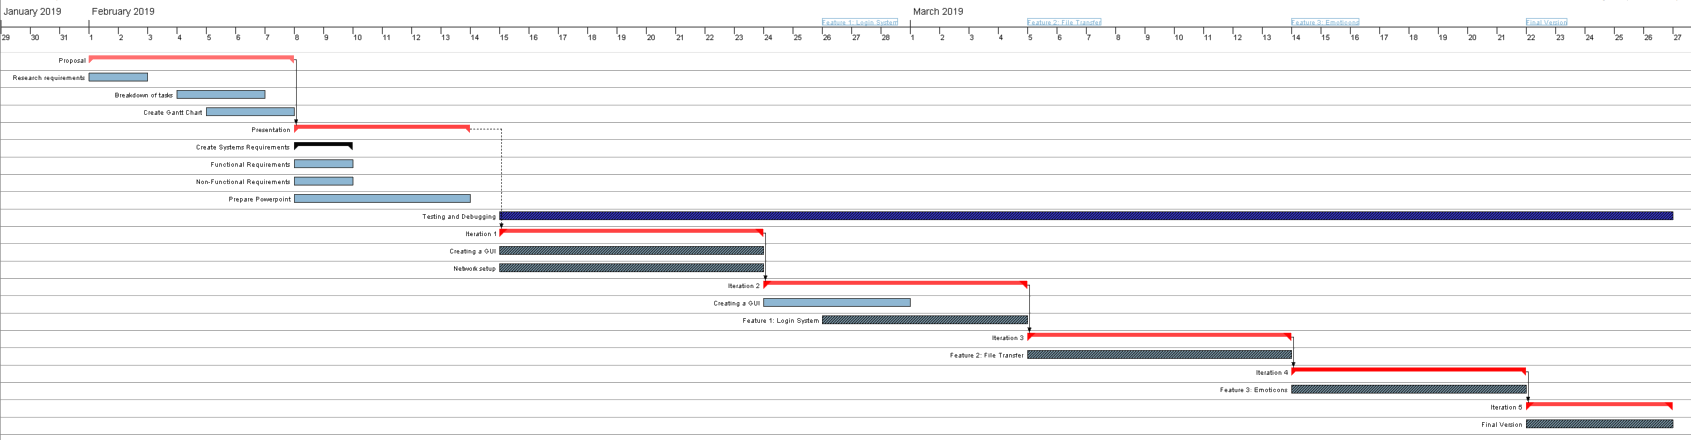 January 2019 February 2019 March 2019
Feature 1: Login System Feature 2: File Transfer Feature 3: Emoticons Final Version
29 30 31 1 2 3 4 5 6 7 8 9 10 11 12 13 14 15 16 17 18 19 20 21 22 23 24 25 26 27 28 1 2 3 4 5 6 7 8 9 10 11 12 13 14 15 16 17 18 19 20 21 22 23 24 25 26 27
Proposal
Research requirements
Breakdown of tasks
Create Gantt Chart
Presentation
Create Systems Requirements
Functional Requirements
Non-Functional Requirements
Prepare Powerpoint
Testing and Debugging
Iteration 1
Creating a GUI
Network setup
Iteration 2
Creating a GUI
Feature 1: Login System
Iteration 3
Feature 2: File Transfer
Iteration 4
Feature 3: Emoticons
Iteration 5
Final Version